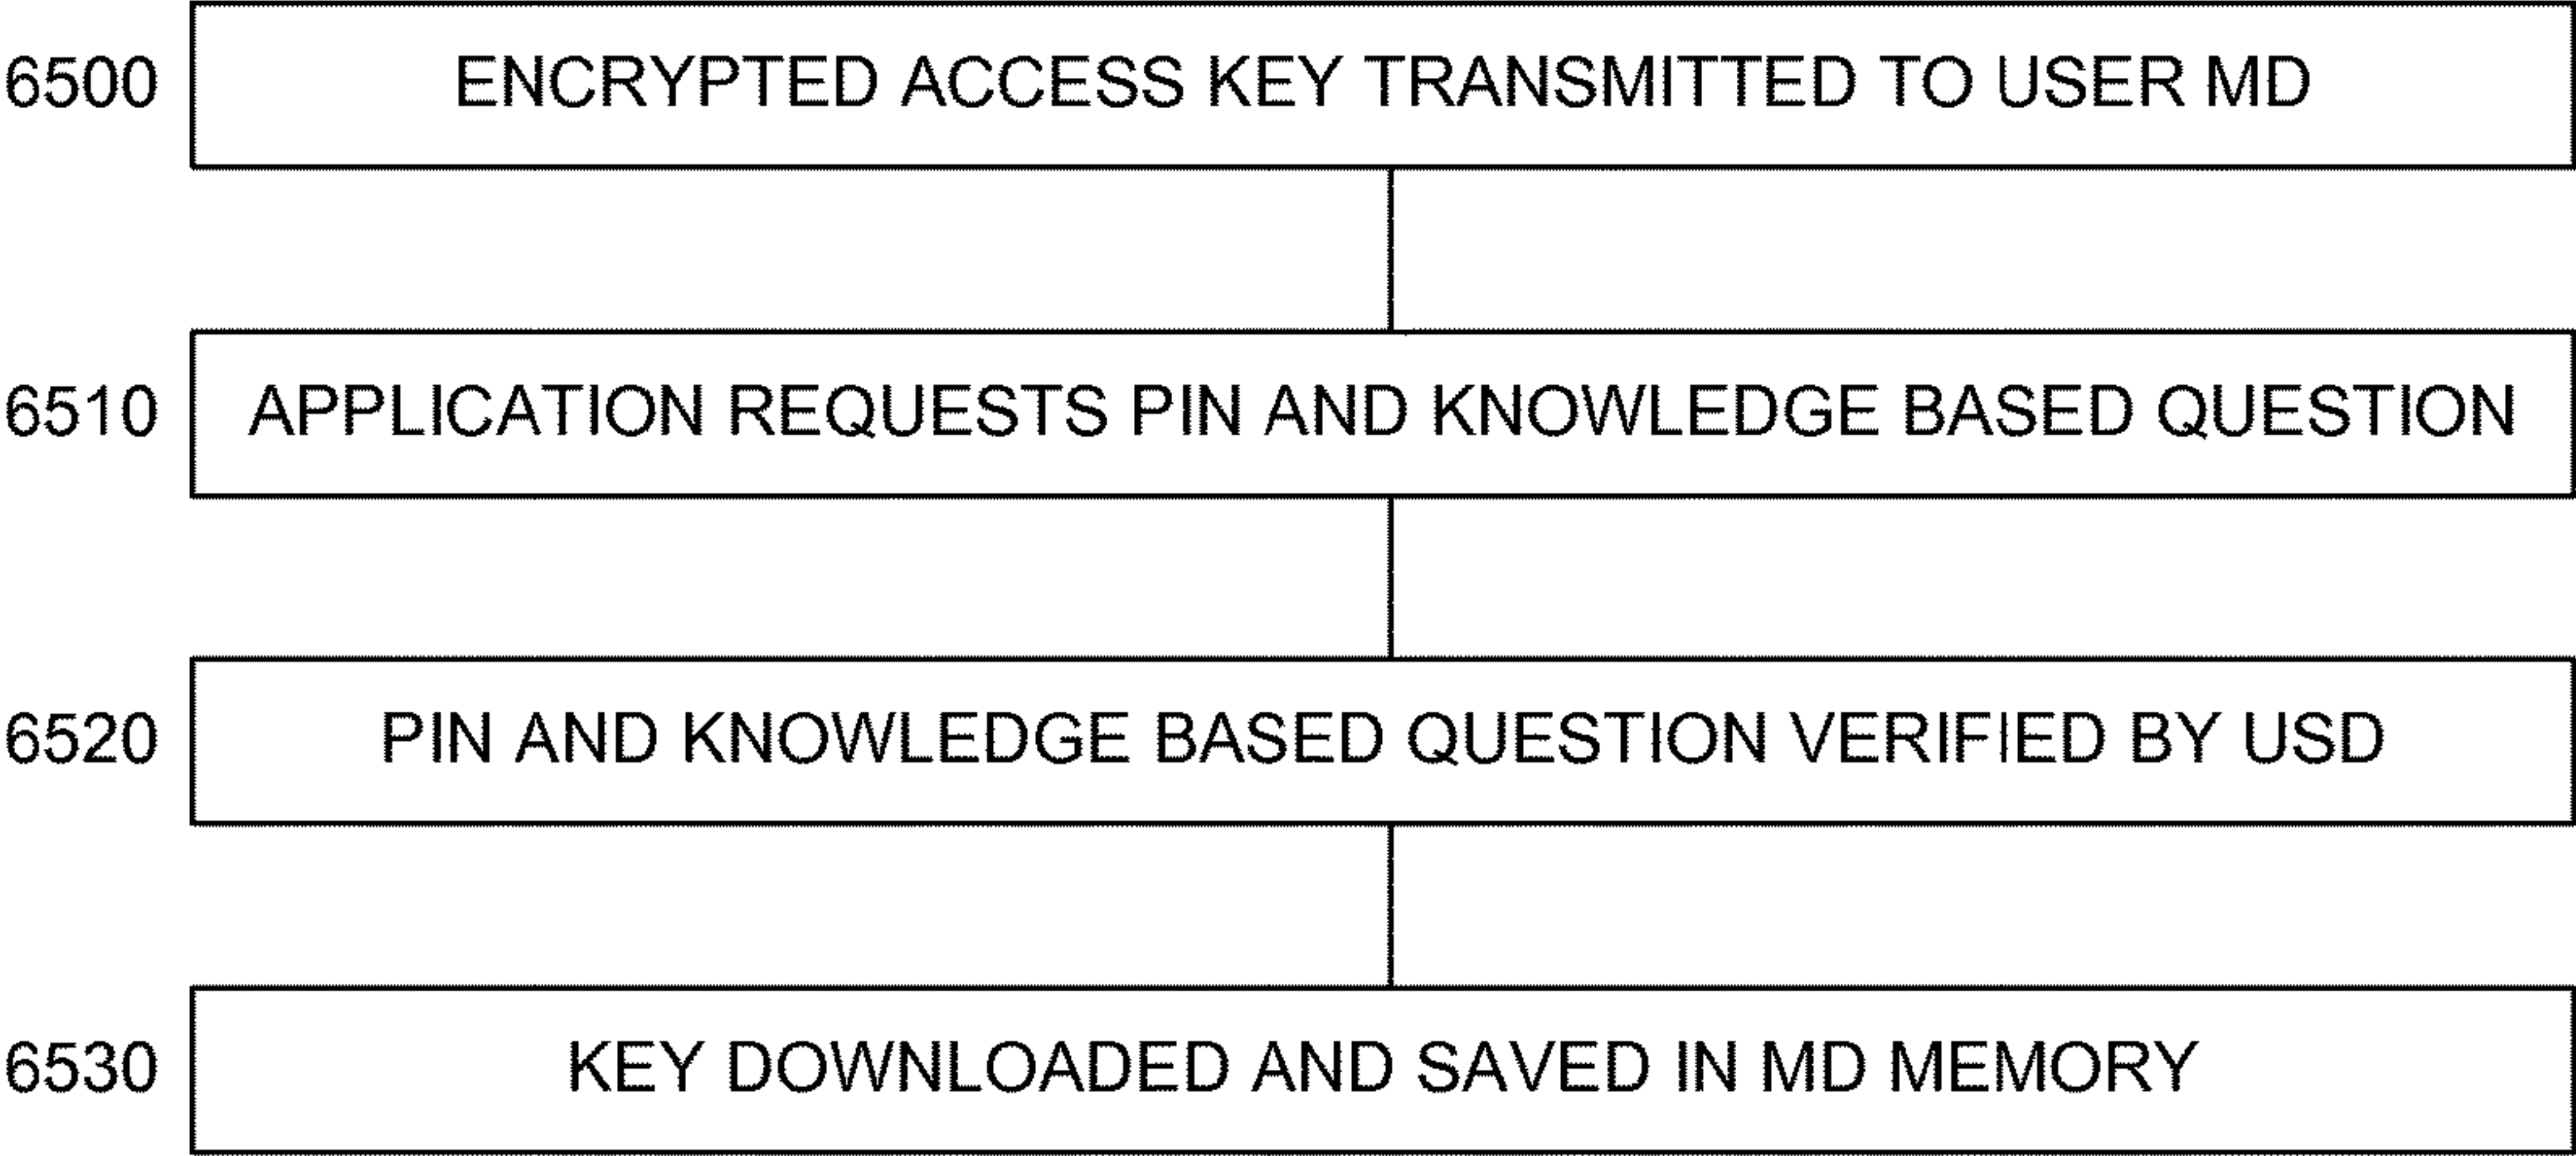 6500 ENCRYPTED ACCESS KEY TRANSMITTED TO USER MD
6510 APPLICATION REQUESTS PIN AND KNOWLEDGE BASED QUESTION
6520 PIN AND KNOWLEDGE BASED QUESTION VERIFIED BY USD
6530 KEY DOWNLOADED AND SAVED IN MD MEMORY